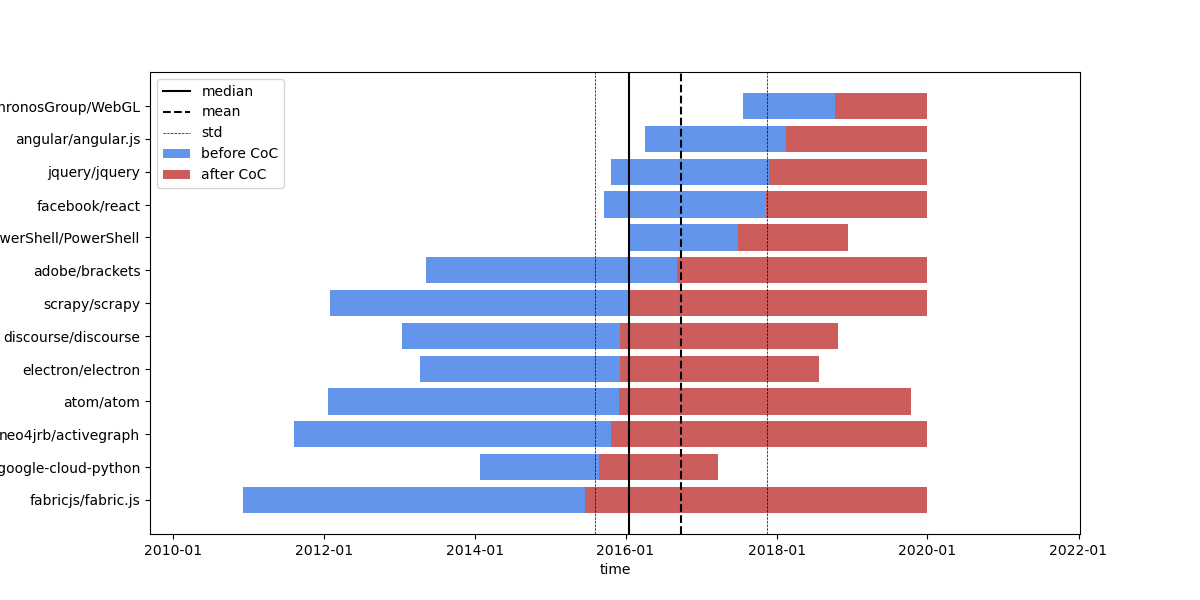 median
mean
std
before CoC
after CoC
hronosGroup/WebGL
angular/angular.js
jquery/jquery
facebook/react
werShell/PowerShell
adobe/brackets
scrapy/scrapy
discourse/discourse
electron/electron
atom/atom
neo4jrb/activegraph
google-cloud-python
fabricjs/fabric.js
2010-01 2012-01 2014-01 2016-01 2018-01 2020-01 2022-01
time